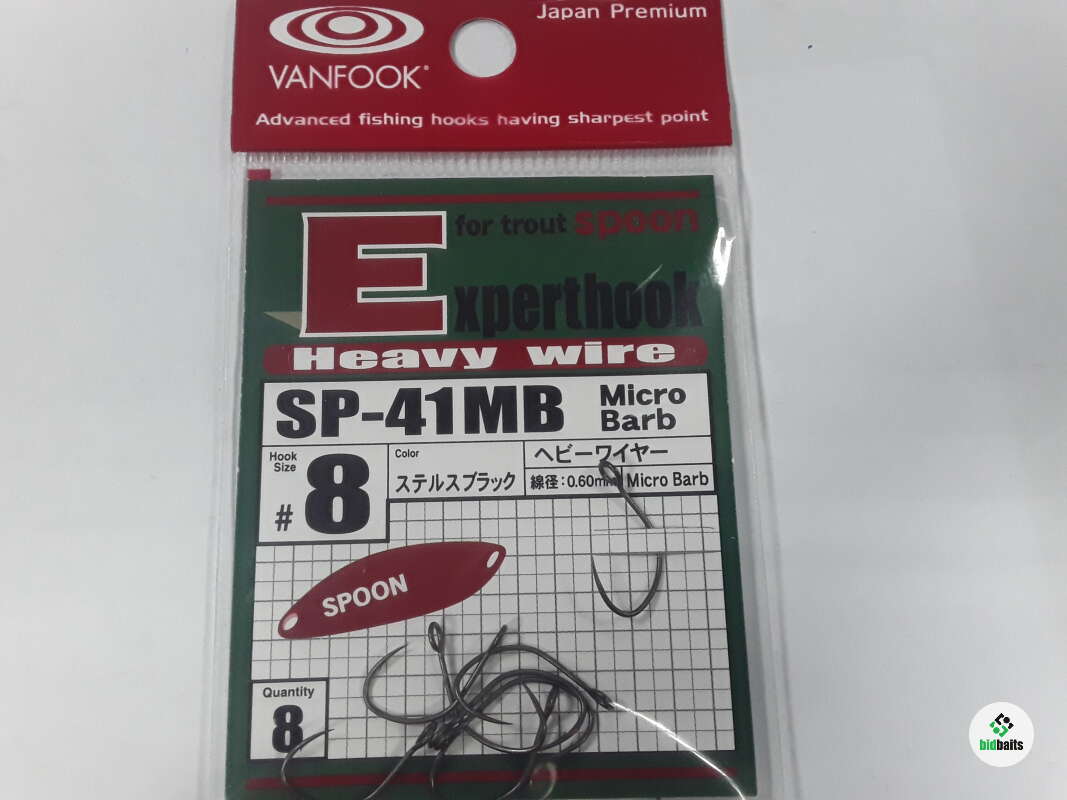 Japan Premium
VANFOOK®
Advanced fishing hooks having sharpest point
for trout spoon
Experthook
Heavy wire
SP-41MB
Micro
Barb
Hook
Size
#8
Color
ステルスブラック
ヘビーワイヤー
線径:0.60mm
Micro Barb
SPOON
Quantity
8
bidbaits